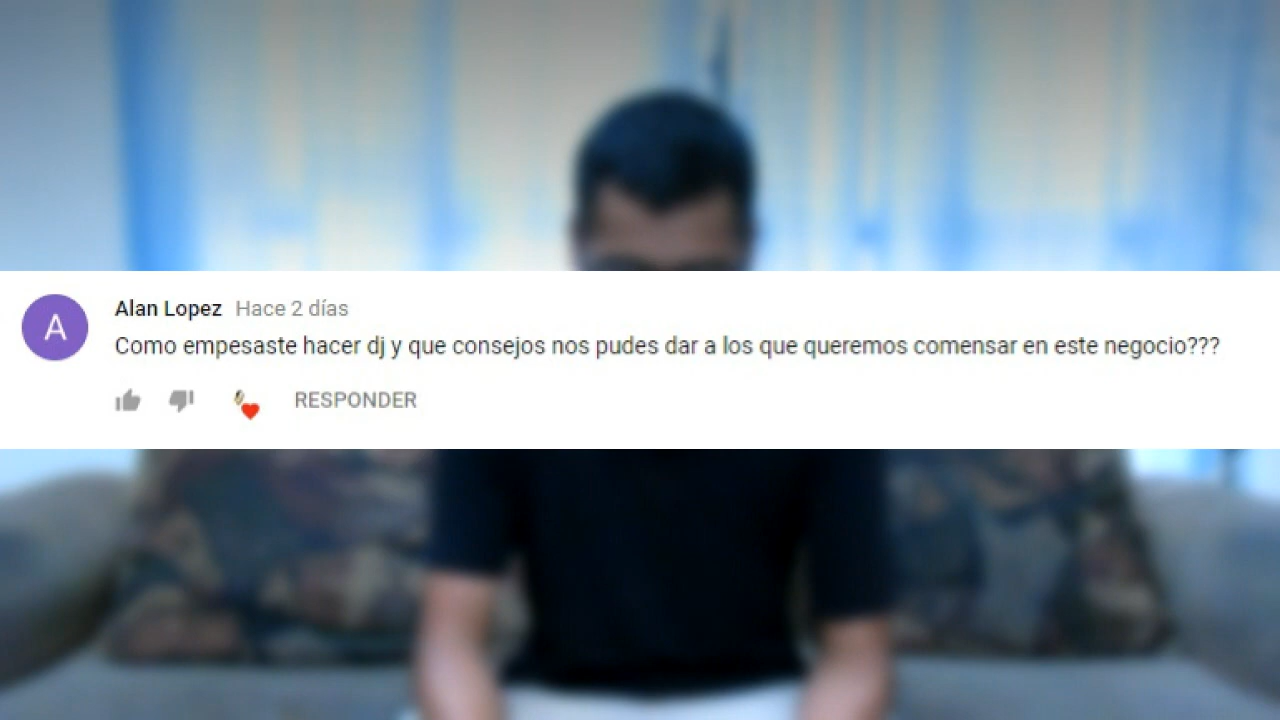 Alan Lopez Hace 2 días
Como empesaste hacer dj y que consejos nos pudes dar a los que queremos comensar en este negocio???
RESPONDER
A